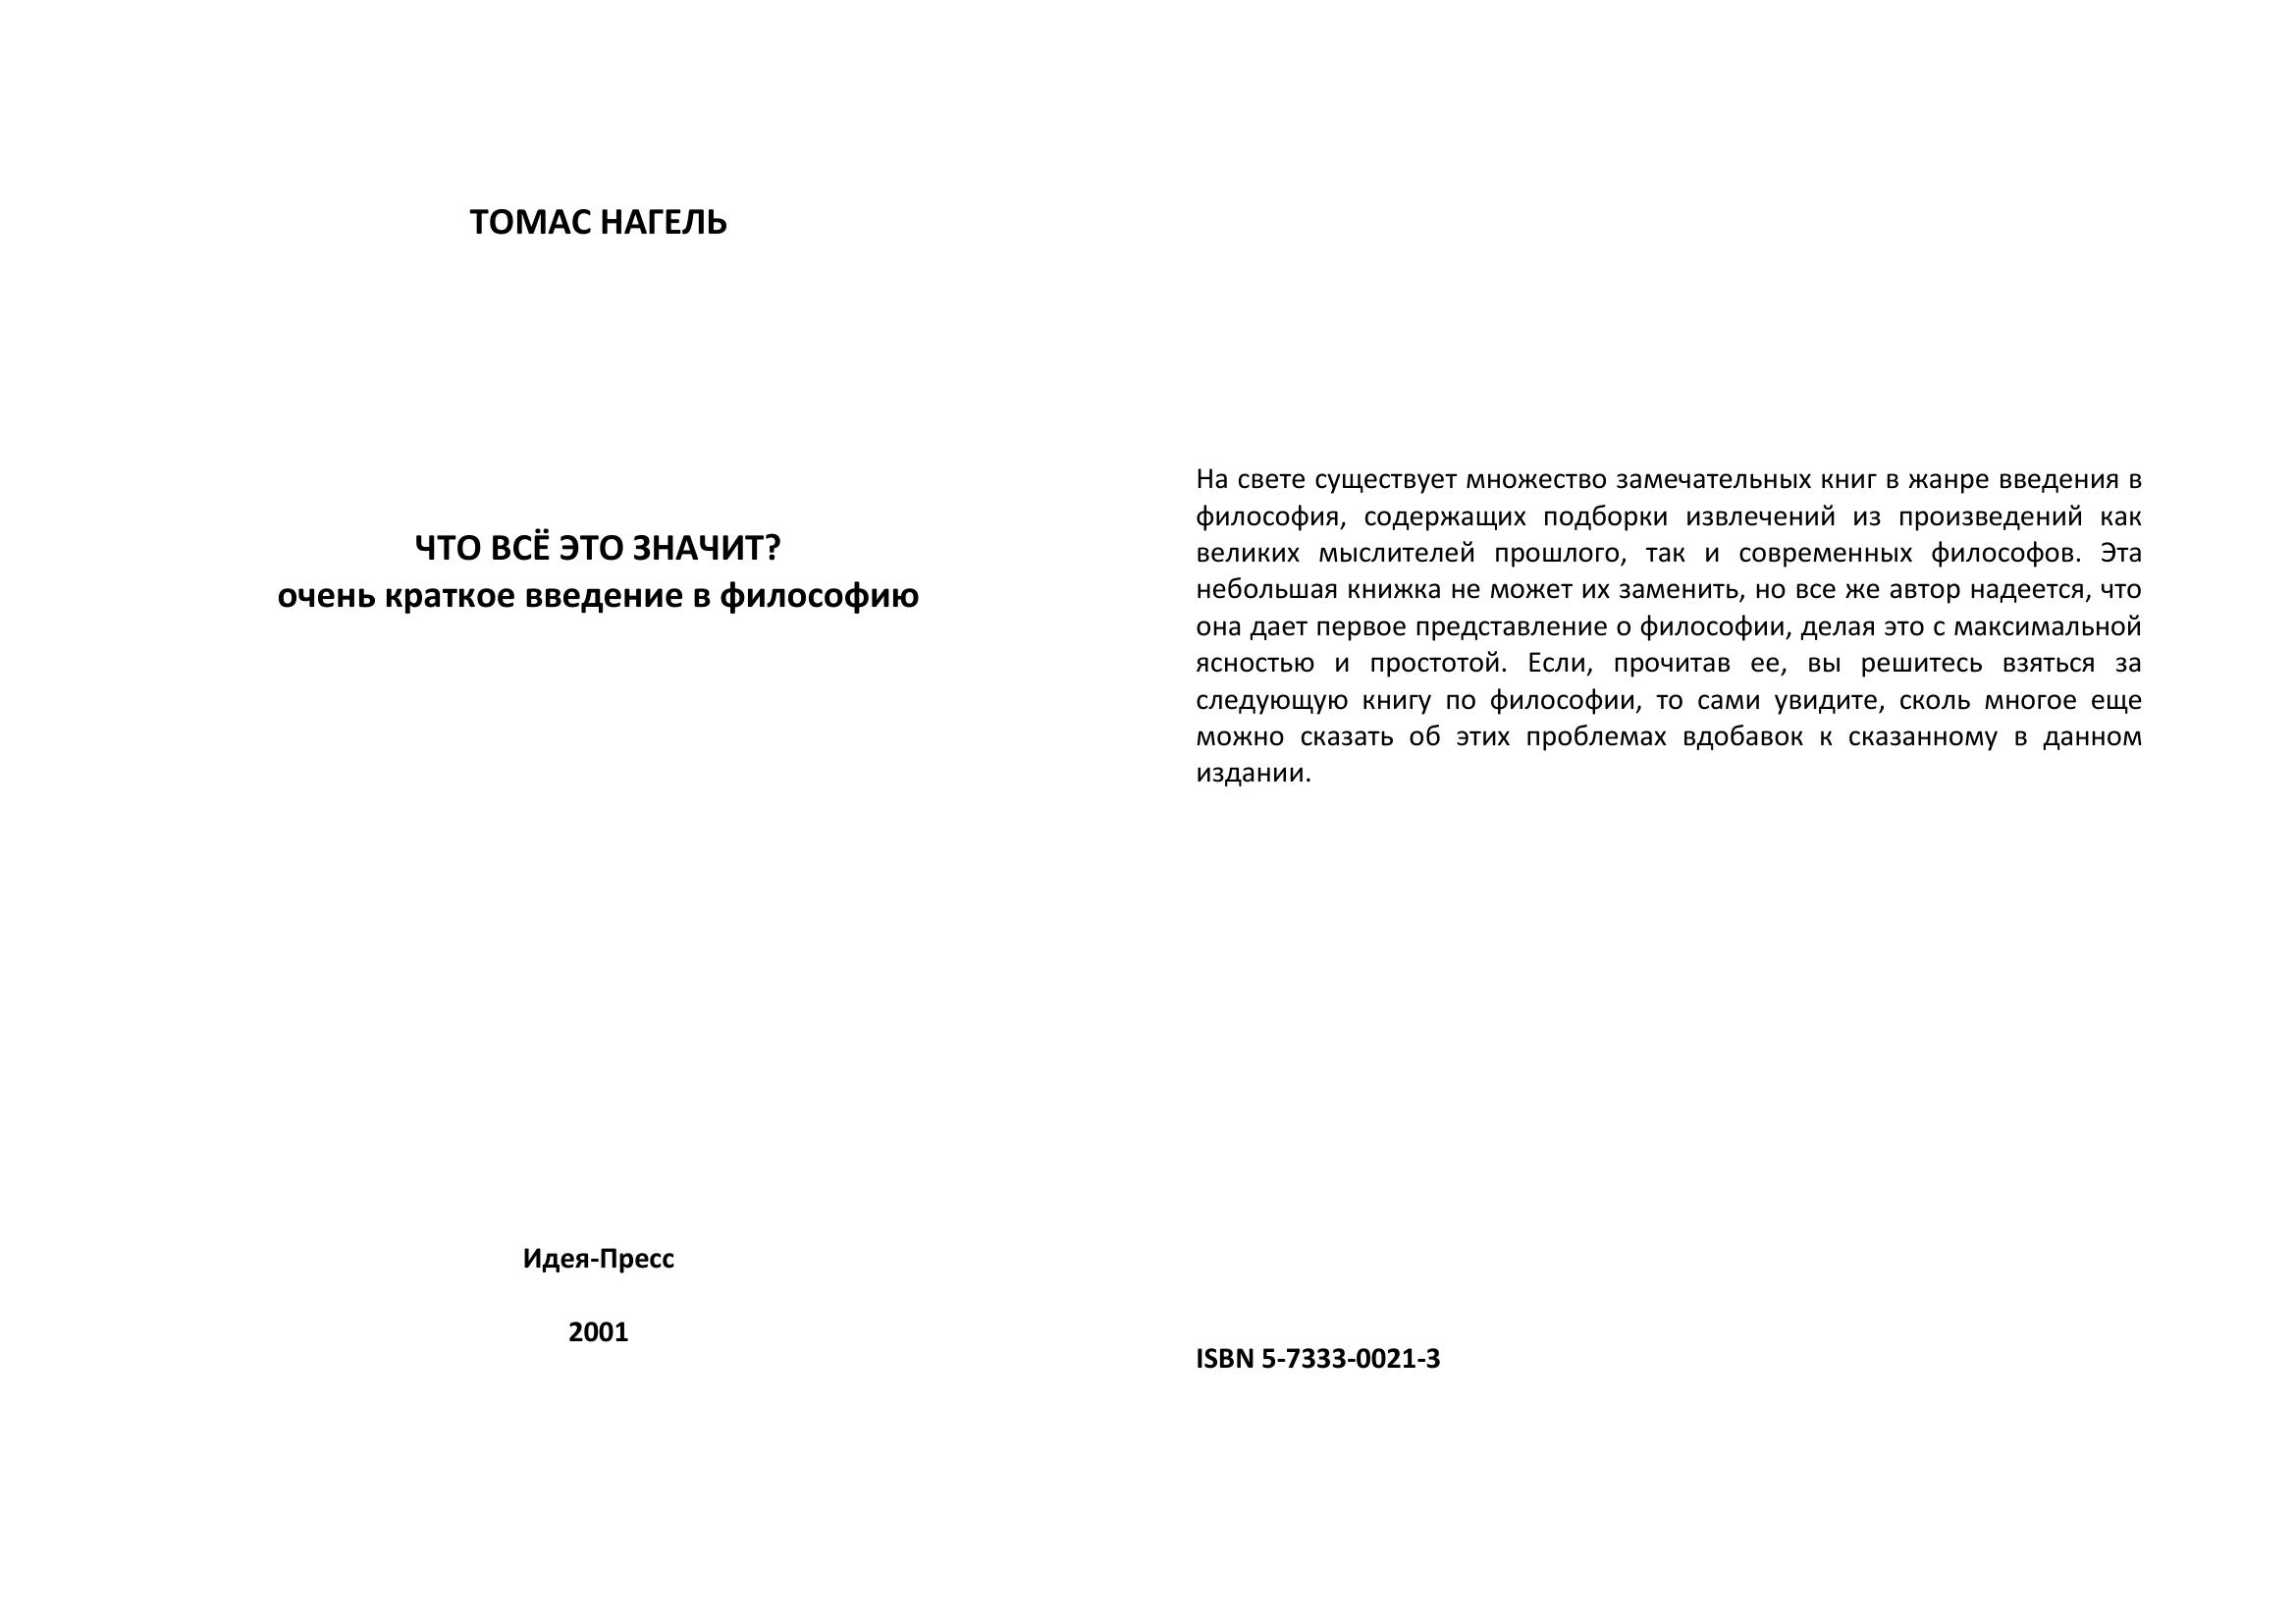 ТОМАС НАГЕЛЬ
ЧТО ВСЁ ЭТО ЗНАЧИТ?
очень краткое введение в философию
Идея-Пресс
2001
На свете существует множество замечательных книг в жанре введения в
философия, содержащих подборки извлечений из произведений как
великих мыслителей прошлого, так и современных философов. Эта
небольшая книжка не может их заменить, но все же автор надеется, что
она дает первое представление о философии, делая это с максимальной
ясностью и простотой. Если, прочитав ее, вы решитесь взяться за
следующую книгу по философии, то сами увидите, сколь многое еще
можно сказать об этих проблемах вдобавок к сказанному в данном
издании.
ISBN 5-7333-0021-3